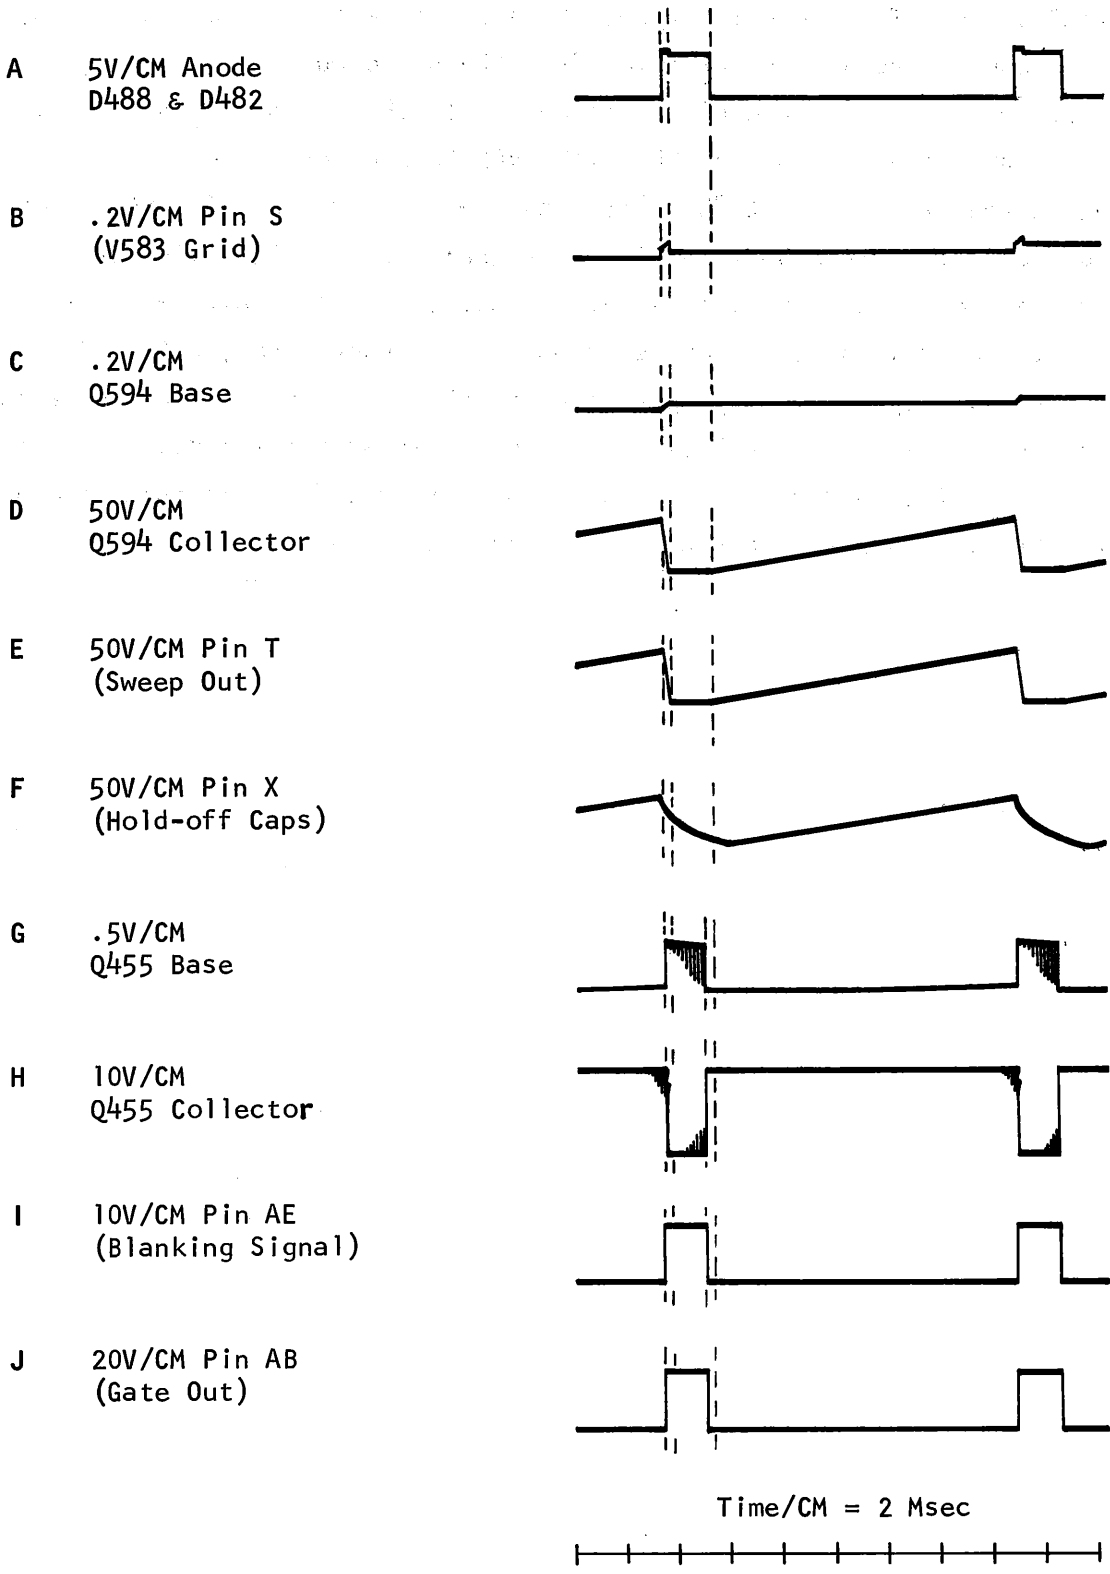 A 5V/CM Anode
D488 & D482
B .2V/CM Pin S
(V583 Grid)
C .2V/CM
Q594 Base
D 50V/CM
Q594 Collector
E 50V/CM Pin T
(Sweep Out)
F 50V/CM Pin X
(Hold-off Caps)
G .5V/CM
Q455 Base
H 10V/CM
Q455 Collector
I 10V/CM Pin AE
(Blanking Signal)
J 20V/CM Pin AB
(Gate Out)
Time/CM = 2 Msec